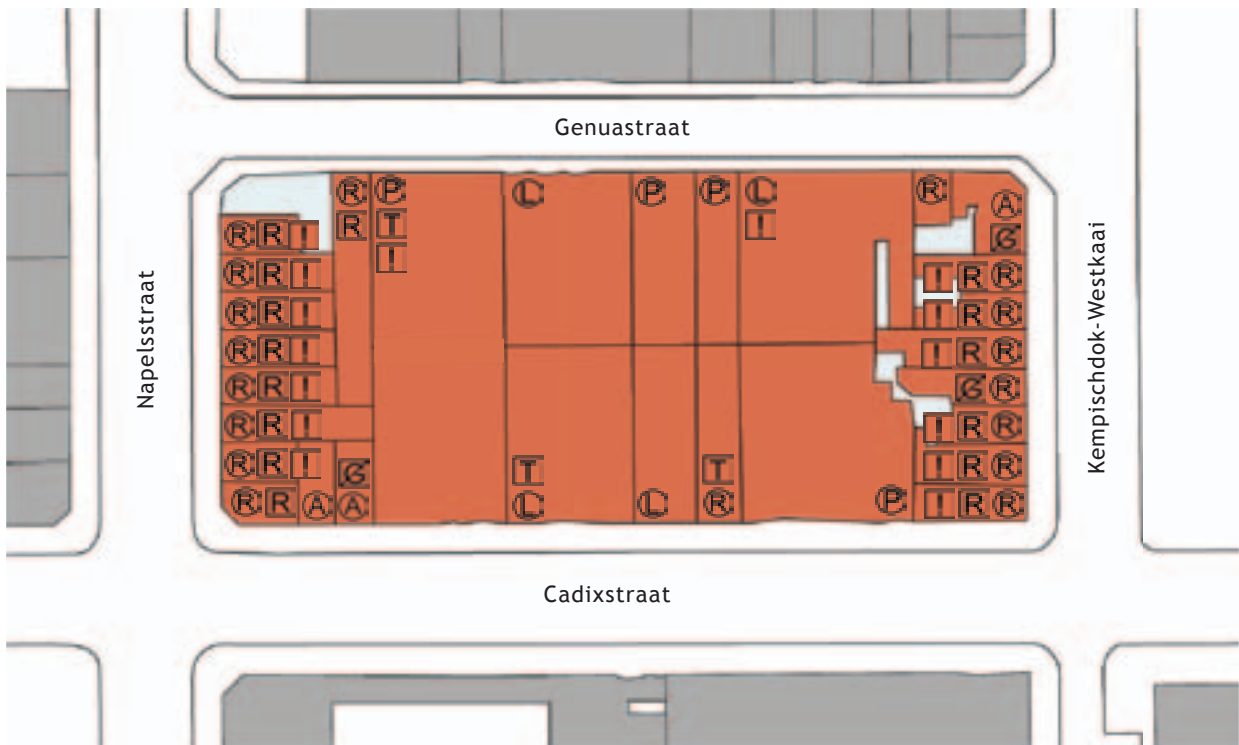 Genuastraat
R P L P P L R A
R T ! G
!
R R ! ! R R
R R ! ! R R
R R ! ! R R
R R ! G R
R R ! ! R R
R R ! ! R R
R R ! G T T
R R A A L L R P ! R R
Napelsstraat
Kempischdok-Westkaai
Cadixstraat